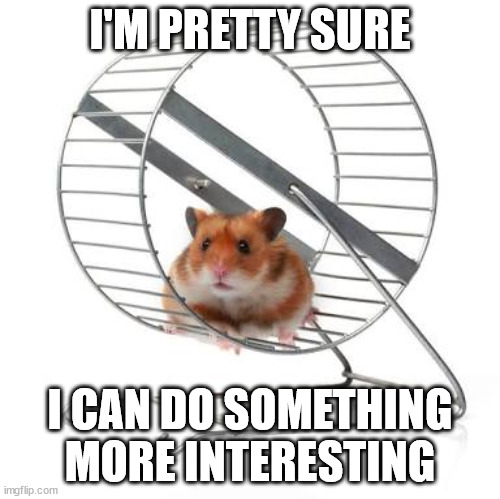 I'M PRETTY SURE
I CAN DO SOMETHING
MORE INTERESTING
imgflip.com